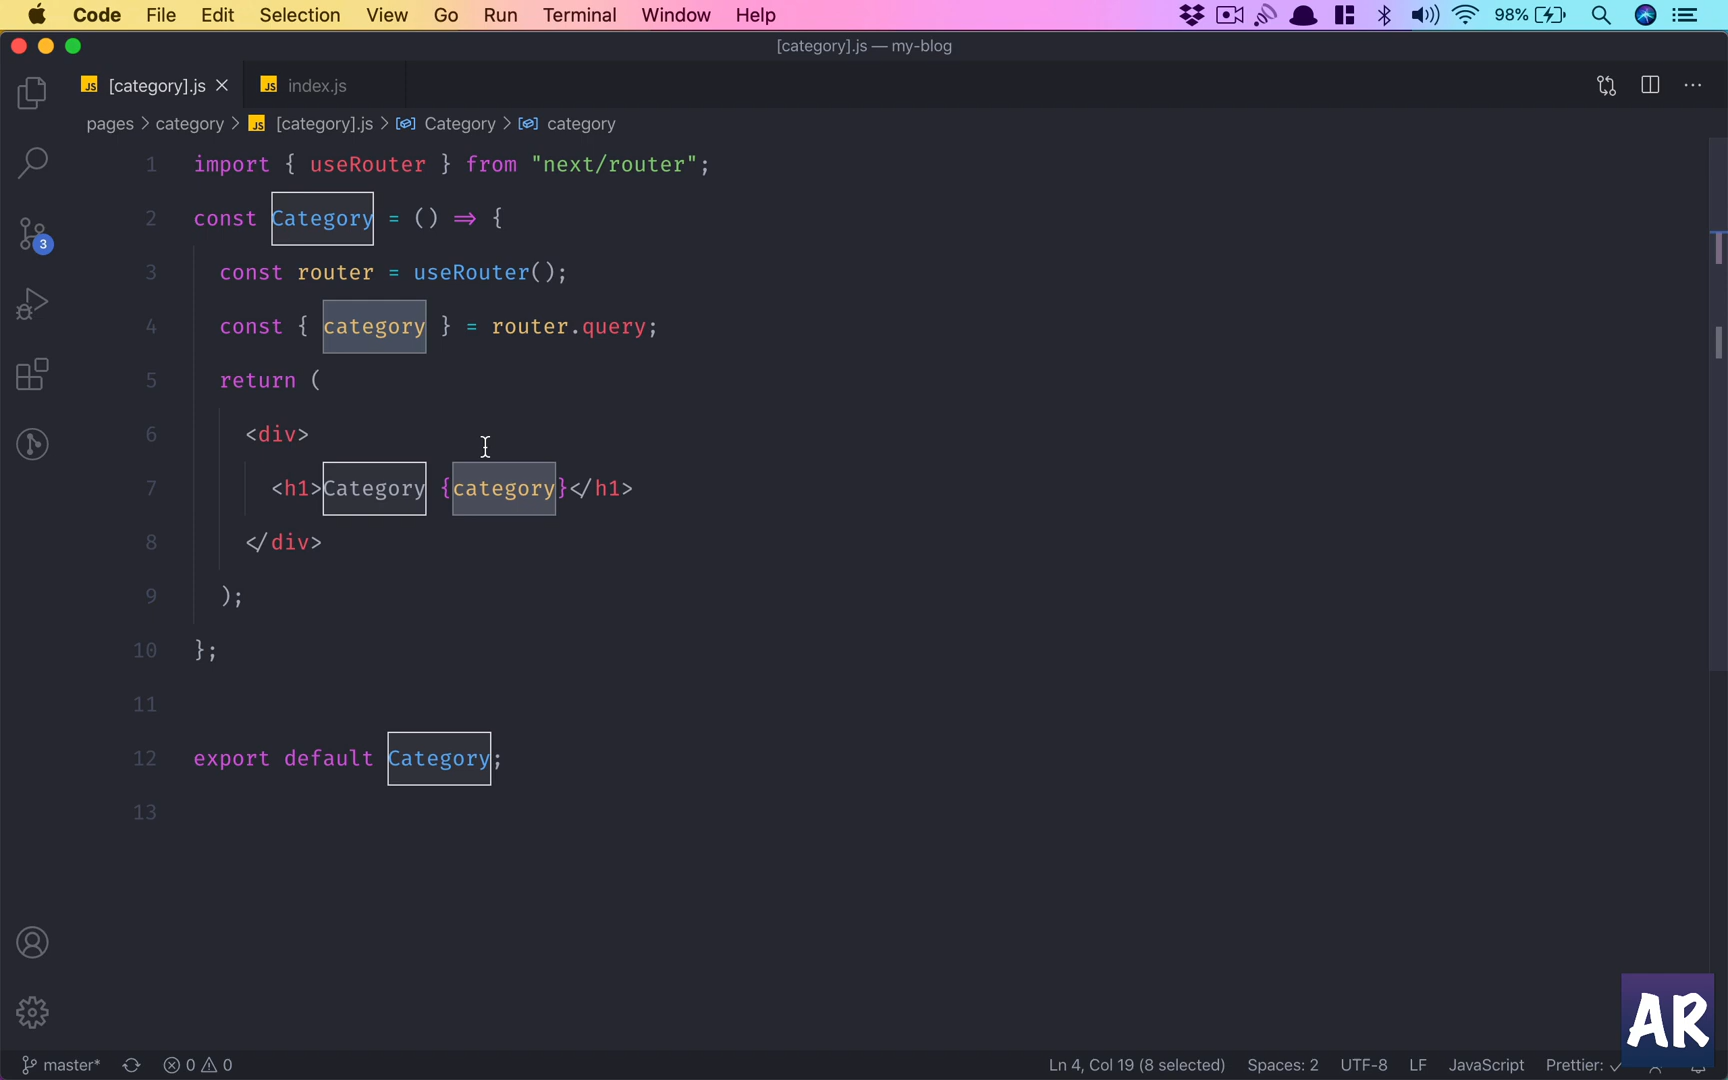 Code File Edit Selection View Go Run Terminal Window Help 98%
[category].js — my-blog
JS [category].js JS index.js
pages > category > JS [category].js > Category > category
1 import { useRouter } from "next/router";
2 const Category = () => {
3 const router = useRouter();
3
4 const { category } = router.query;
5 return (
6 <div>
7 <h1>Category {category}</h1>
8 </div>
9 );
10 };
11
12 export default Category;
13
AR
master* 0 0 Ln 4, Col 19 (8 selected) Spaces: 2 UTF-8 LF JavaScript Prettier: ✓